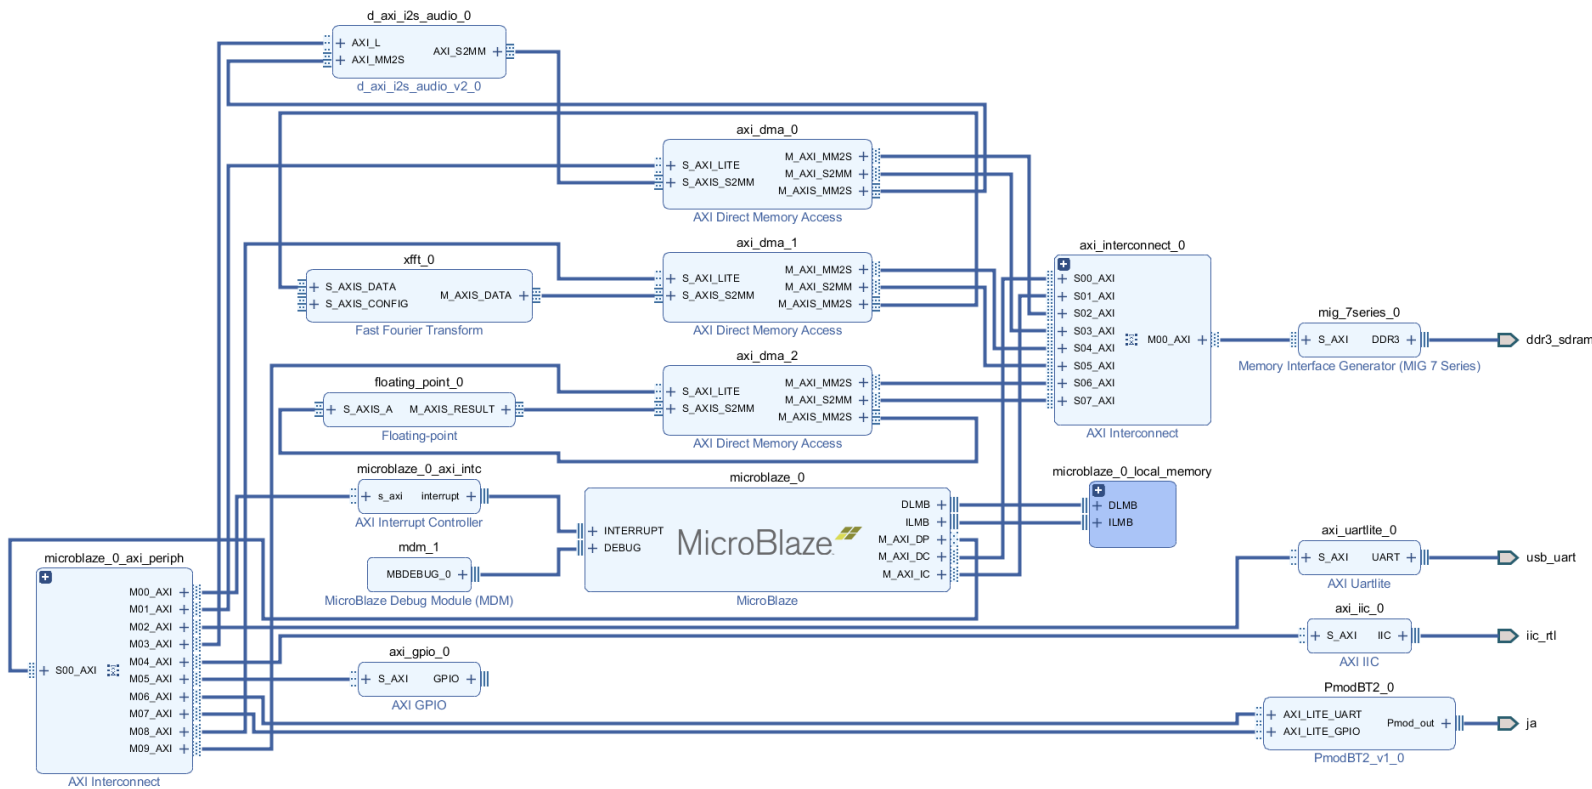 d_axi_i2s_audio_0
AXI_L
AXI_MM2S
AXI_S2MM
d_axi_i2s_audio_v2_0
axi_dma_0
S_AXI_LITE
S_AXIS_S2MM
M_AXI_MM2S
M_AXI_S2MM
M_AXIS_MM2S
AXI Direct Memory Access
axi_dma_1
S_AXI_LITE
S_AXIS_S2MM
M_AXI_MM2S
M_AXI_S2MM
M_AXIS_MM2S
AXI Direct Memory Access
xfft_0
S_AXIS_DATA
S_AXIS_CONFIG
M_AXIS_DATA
Fast Fourier Transform
axi_interconnect_0
S00_AXI
S01_AXI
S02_AXI
S03_AXI
S04_AXI
S05_AXI
S06_AXI
S07_AXI
M00_AXI
AXI Interconnect
mig_7series_0
S_AXI
DDR3
Memory Interface Generator (MIG 7 Series)
ddr3_sdram
axi_dma_2
S_AXI_LITE
S_AXIS_S2MM
M_AXI_MM2S
M_AXI_S2MM
M_AXIS_MM2S
AXI Direct Memory Access
floating_point_0
S_AXIS_A
M_AXIS_RESULT
Floating-point
microblaze_0_axi_intc
s_axi
interrupt
AXI Interrupt Controller
mdm_1
MBDEBUG_0
MicroBlaze Debug Module (MDM)
microblaze_0
INTERRUPT
DEBUG
MicroBlaze
DLMB
ILMB
M_AXI_DP
M_AXI_DC
M_AXI_IC
MicroBlaze
microblaze_0_local_memory
DLMB
ILMB
microblaze_0_axi_periph
S00_AXI
M00_AXI
M01_AXI
M02_AXI
M03_AXI
M04_AXI
M05_AXI
M06_AXI
M07_AXI
M08_AXI
M09_AXI
AXI Interconnect
axi_gpio_0
S_AXI
GPIO
AXI GPIO
axi_uartlite_0
S_AXI
UART
AXI Uartlite
usb_uart
axi_iic_0
S_AXI
IIC
AXI IIC
iic_rtl
PmodBT2_0
AXI_LITE_UART
AXI_LITE_GPIO
Pmod_out
PmodBT2_v1_0
ja